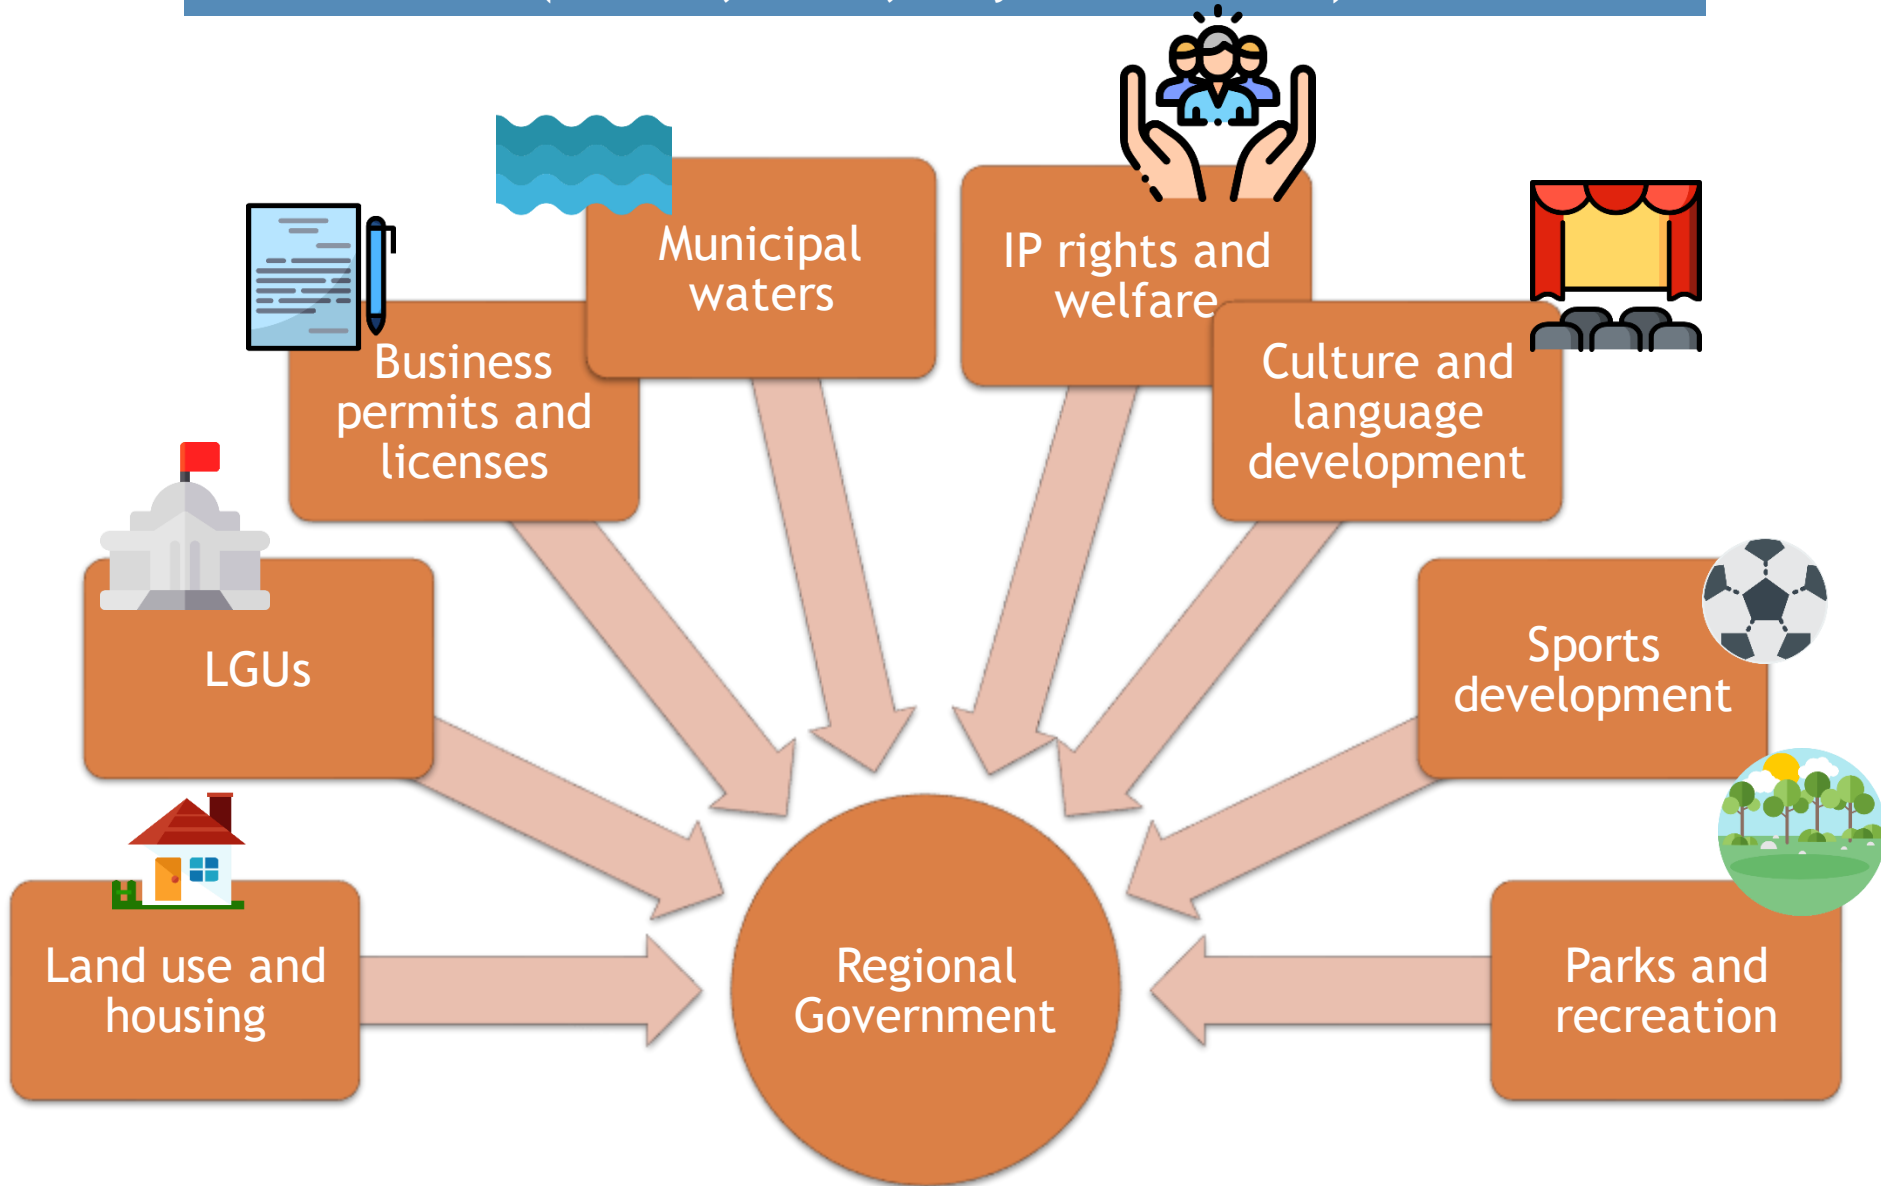 Municipal
waters
IP rights and
welfare
Business
permits and
licenses
Culture and
language
development
LGUs
Sports
development
Land use and
housing
Regional
Government
Parks and
recreation